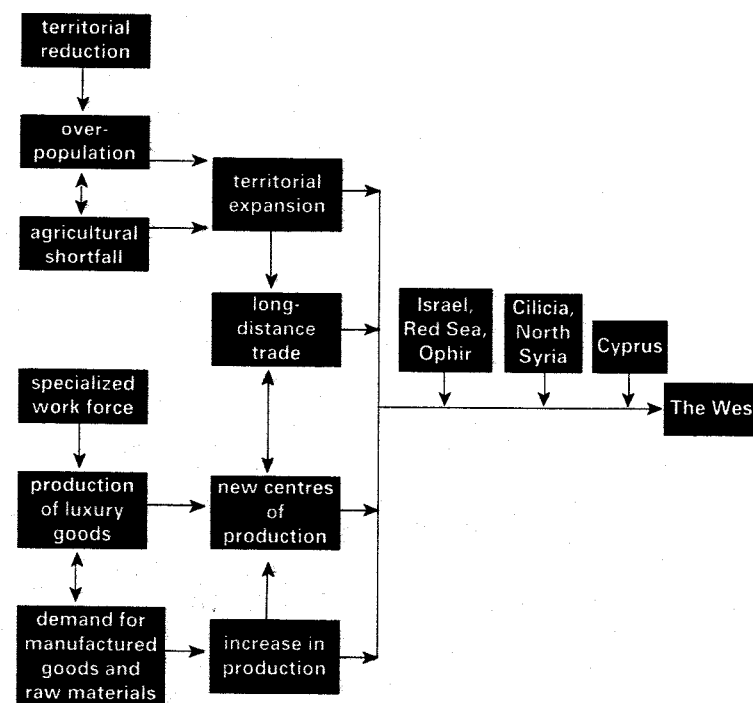 territorial
reduction
over-
population
agricultural
shortfall
territorial
expansion
long-
distance
trade
specialized
work force
production
of luxury
goods
demand for
manufactured
goods and
raw materials
new centres
of
production
increase in
production
Israel,
Red Sea,
Ophir
Cilicia,
North
Syria
Cyprus
The Wes